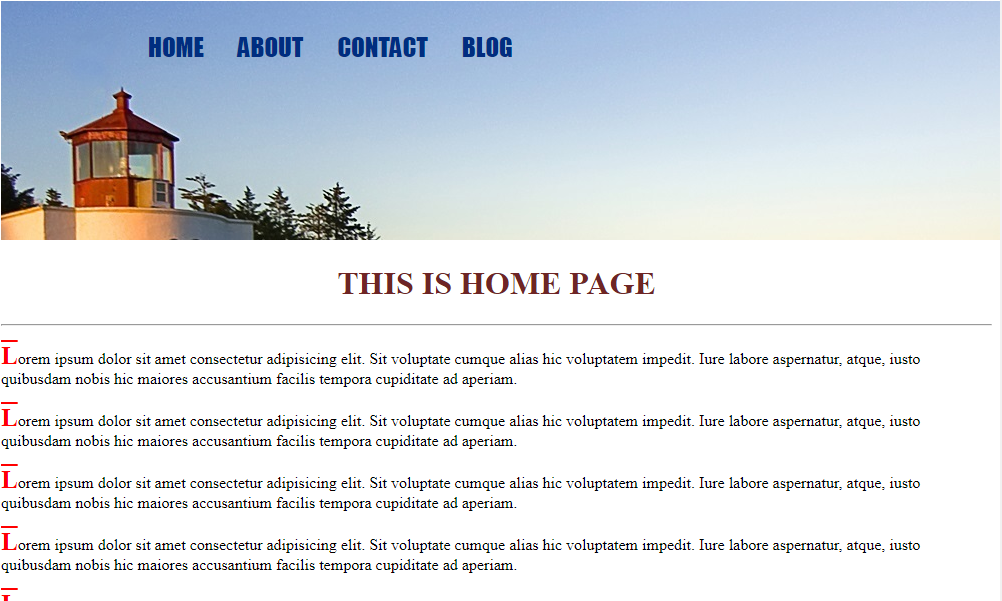 HOME ABOUT CONTACT BLOG
THIS IS HOME PAGE
Lorem ipsum dolor sit amet consectetur adipisicing elit. Sit voluptate cumque alias hic voluptatem impedit. Iure labore aspernatur, atque, iusto
quibusdam nobis hic maiores accusantium facilis tempora cupiditate ad aperiam.
Lorem ipsum dolor sit amet consectetur adipisicing elit. Sit voluptate cumque alias hic voluptatem impedit. Iure labore aspernatur, atque, iusto
quibusdam nobis hic maiores accusantium facilis tempora cupiditate ad aperiam.
Lorem ipsum dolor sit amet consectetur adipisicing elit. Sit voluptate cumque alias hic voluptatem impedit. Iure labore aspernatur, atque, iusto
quibusdam nobis hic maiores accusantium facilis tempora cupiditate ad aperiam.
Lorem ipsum dolor sit amet consectetur adipisicing elit. Sit voluptate cumque alias hic voluptatem impedit. Iure labore aspernatur, atque, iusto
quibusdam nobis hic maiores accusantium facilis tempora cupiditate ad aperiam.